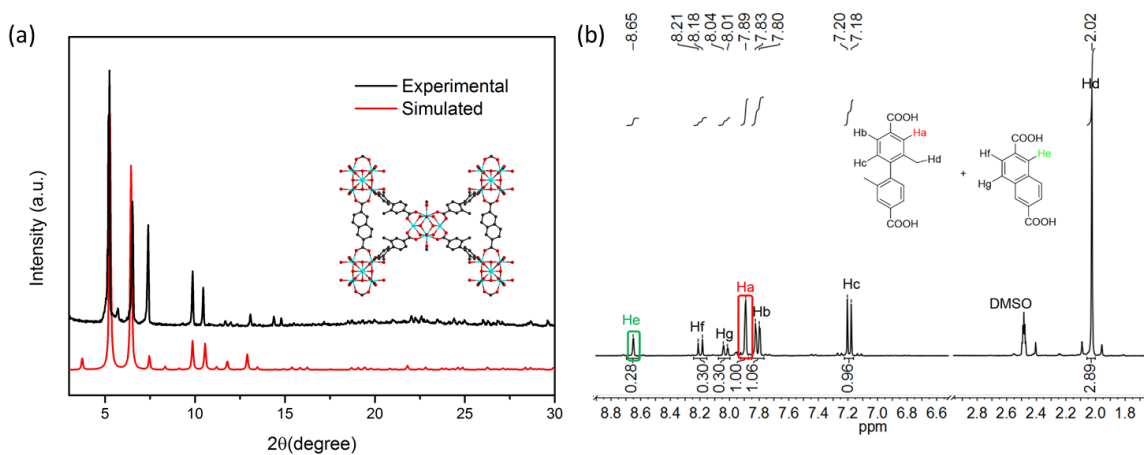 (a)
Experimental
Simulated
Intensity (a.u.)
5
10
15
20
25
30
2θ(degree)
(b)
8.65
8.21
8.18
8.04
8.01
7.89
7.83
7.80
7.20
7.18
2.02
COOH
Hb
Ha
Hc
Hd
COOH
+
COOH
Hf
He
Hg
COOH
Hd
He
Hf
Hg
Ha
Hb
Hc
DMSO
0.28
0.30
0.30
1.00
1.06
0.96
2.89
8.8 8.6 8.4 8.2 8.0 7.8 7.6 7.4 7.2 7.0 6.8 6.6 2.8 2.6 2.4 2.2 2.0 1.8
ppm